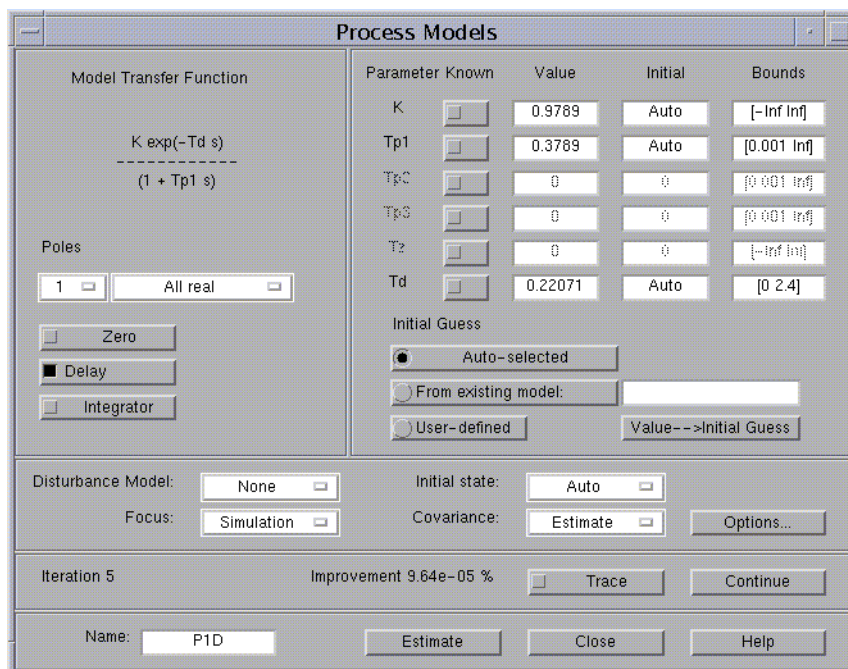 Process Models
Model Transfer Function
K exp(-Td s)
------------
(1 + Tp1 s)
Poles
1 All real
Zero
Delay
Integrator
Parameter Known Value Initial Bounds
K 0.9789 Auto [-Inf Inf]
Tp1 0.3789 Auto [0.001 Inf]
Tp2 0 0 [0.001 Inf]
Tp3 0 0 [0.001 Inf]
Tz 0 0 [-Inf Inf]
Td 0.22071 Auto [0 2.4]
Initial Guess
Auto-selected
From existing model:
User-defined Value-->Initial Guess
Disturbance Model: None Initial state: Auto
Focus: Simulation Covariance: Estimate Options...
Iteration 5 Improvement 9.64e-05 % Trace Continue
Name: P1D Estimate Close Help